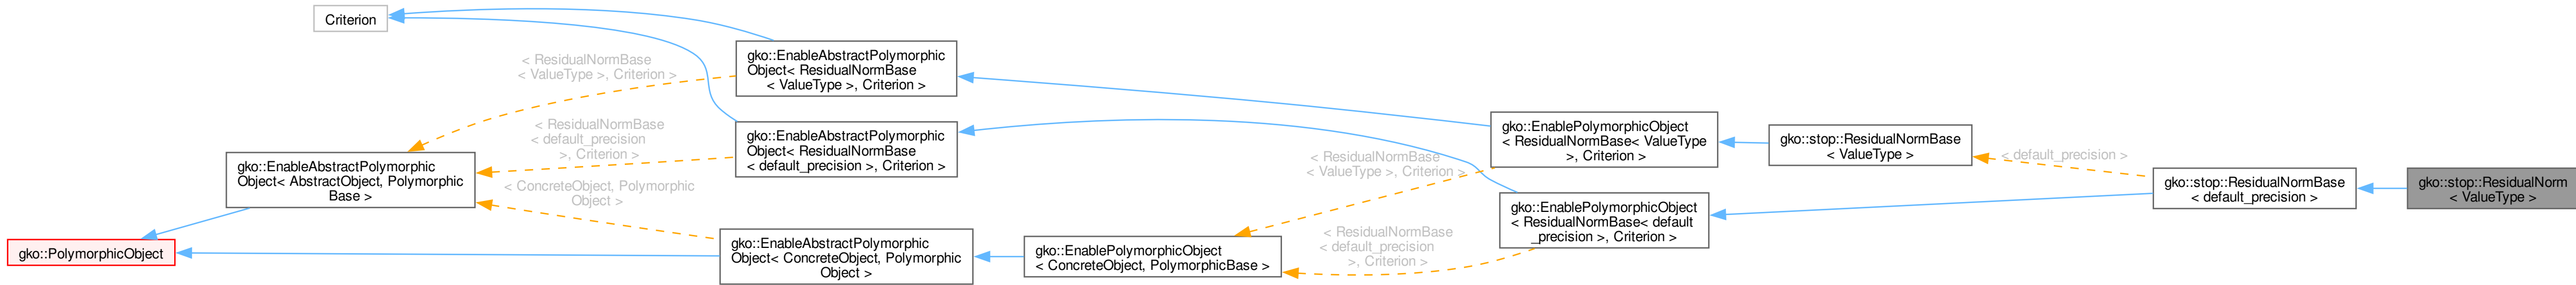 Criterion
gko::EnableAbstractPolymorphic
Object< ResidualNormBase
< ValueType >, Criterion >
< ResidualNormBase
< ValueType >, Criterion >
gko::EnableAbstractPolymorphic
Object< ResidualNormBase
< default_precision >, Criterion >
< ResidualNormBase
< default_precision
>, Criterion >
gko::EnableAbstractPolymorphic
Object< AbstractObject, Polymorphic
Base >
< ConcreteObject, Polymorphic
Object >
gko::PolymorphicObject
gko::EnableAbstractPolymorphic
Object< ConcreteObject, Polymorphic
Object >
gko::EnablePolymorphicObject
< ConcreteObject, PolymorphicBase >
< ResidualNormBase
< ValueType >, Criterion >
< ResidualNormBase
< default_precision
>, Criterion >
gko::EnablePolymorphicObject
< ResidualNormBase< ValueType
>, Criterion >
gko::EnablePolymorphicObject
< ResidualNormBase< default
_precision >, Criterion >
gko::stop::ResidualNormBase
< ValueType >
< default_precision >
gko::stop::ResidualNormBase
< default_precision >
gko::stop::ResidualNorm
< ValueType >